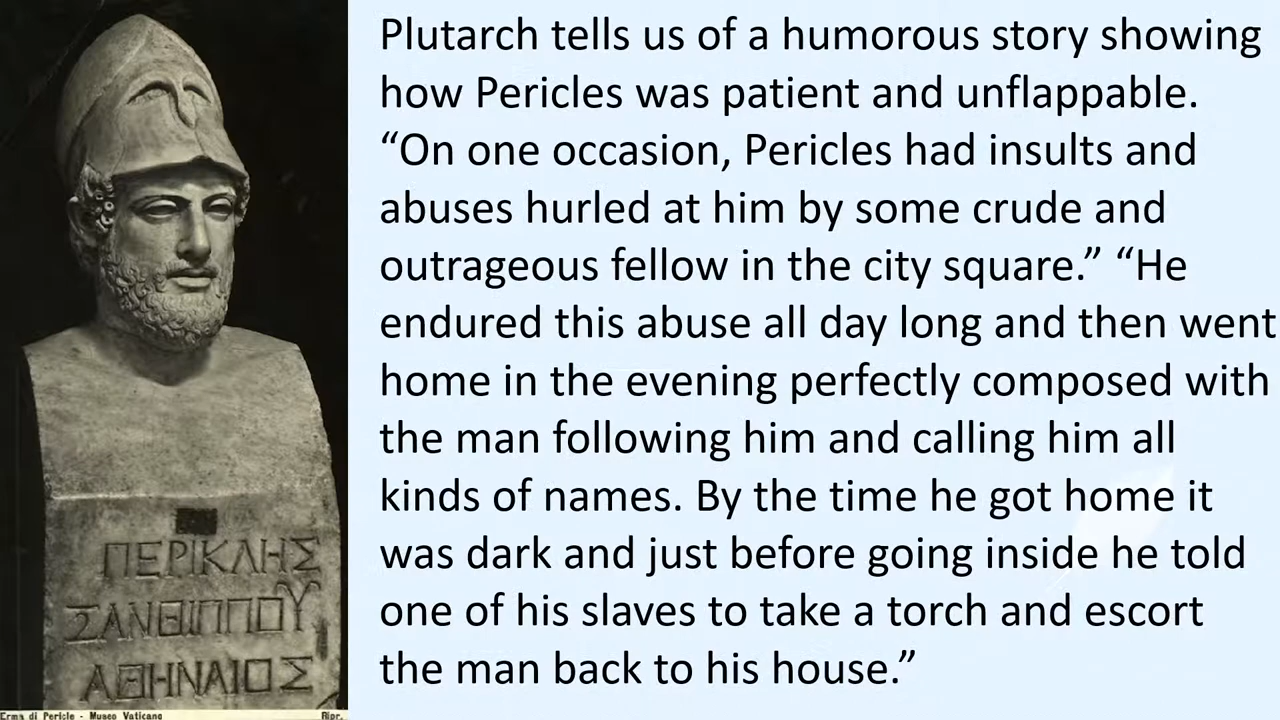 Plutarch tells us of a humorous story showing
how Pericles was patient and unflappable.
“On one occasion, Pericles had insults and
abuses hurled at him by some crude and
outrageous fellow in the city square.” “He
endured this abuse all day long and then went
home in the evening perfectly composed with
the man following him and calling him all
kinds of names. By the time he got home it
was dark and just before going inside he told
one of his slaves to take a torch and escort
the man back to his house.”
ΠΕΡΙΚΛΗΣ
ΞΑΝΘΙΠΠΟΥ
ΑΘΗΝΑΙΟΣ
Erma di Pericle - Museo Vaticano
Ripr.